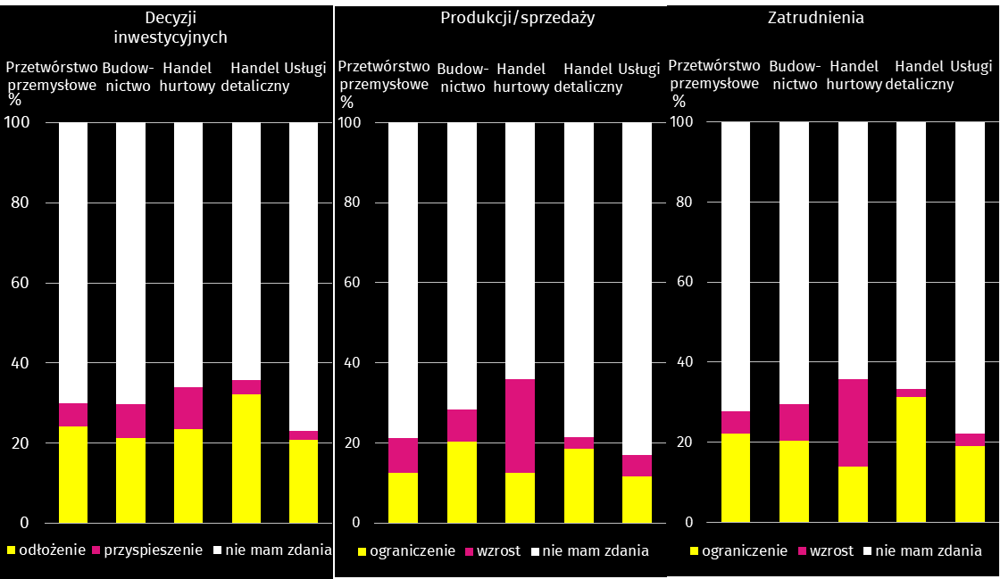 Decyzji
inwestycyjnych
Przetwórstwo Budow- Handel Handel Usługi
przemysłowe nictwo hurtowy detaliczny
%
100
80
60
40
20
0
odłożenie przyspieszenie nie mam zdania
Produkcji/sprzedaży
Przetwórstwo Budow- Handel Handel Usługi
przemysłowe nictwo hurtowy detaliczny
%
100
80
60
40
20
0
ograniczenie wzrost nie mam zdania
Zatrudnienia
Przetwórstwo Budow- Handel Handel Usługi
przemysłowe nictwo hurtowy detaliczny
%
100
80
60
40
20
0
ograniczenie wzrost nie mam zdania